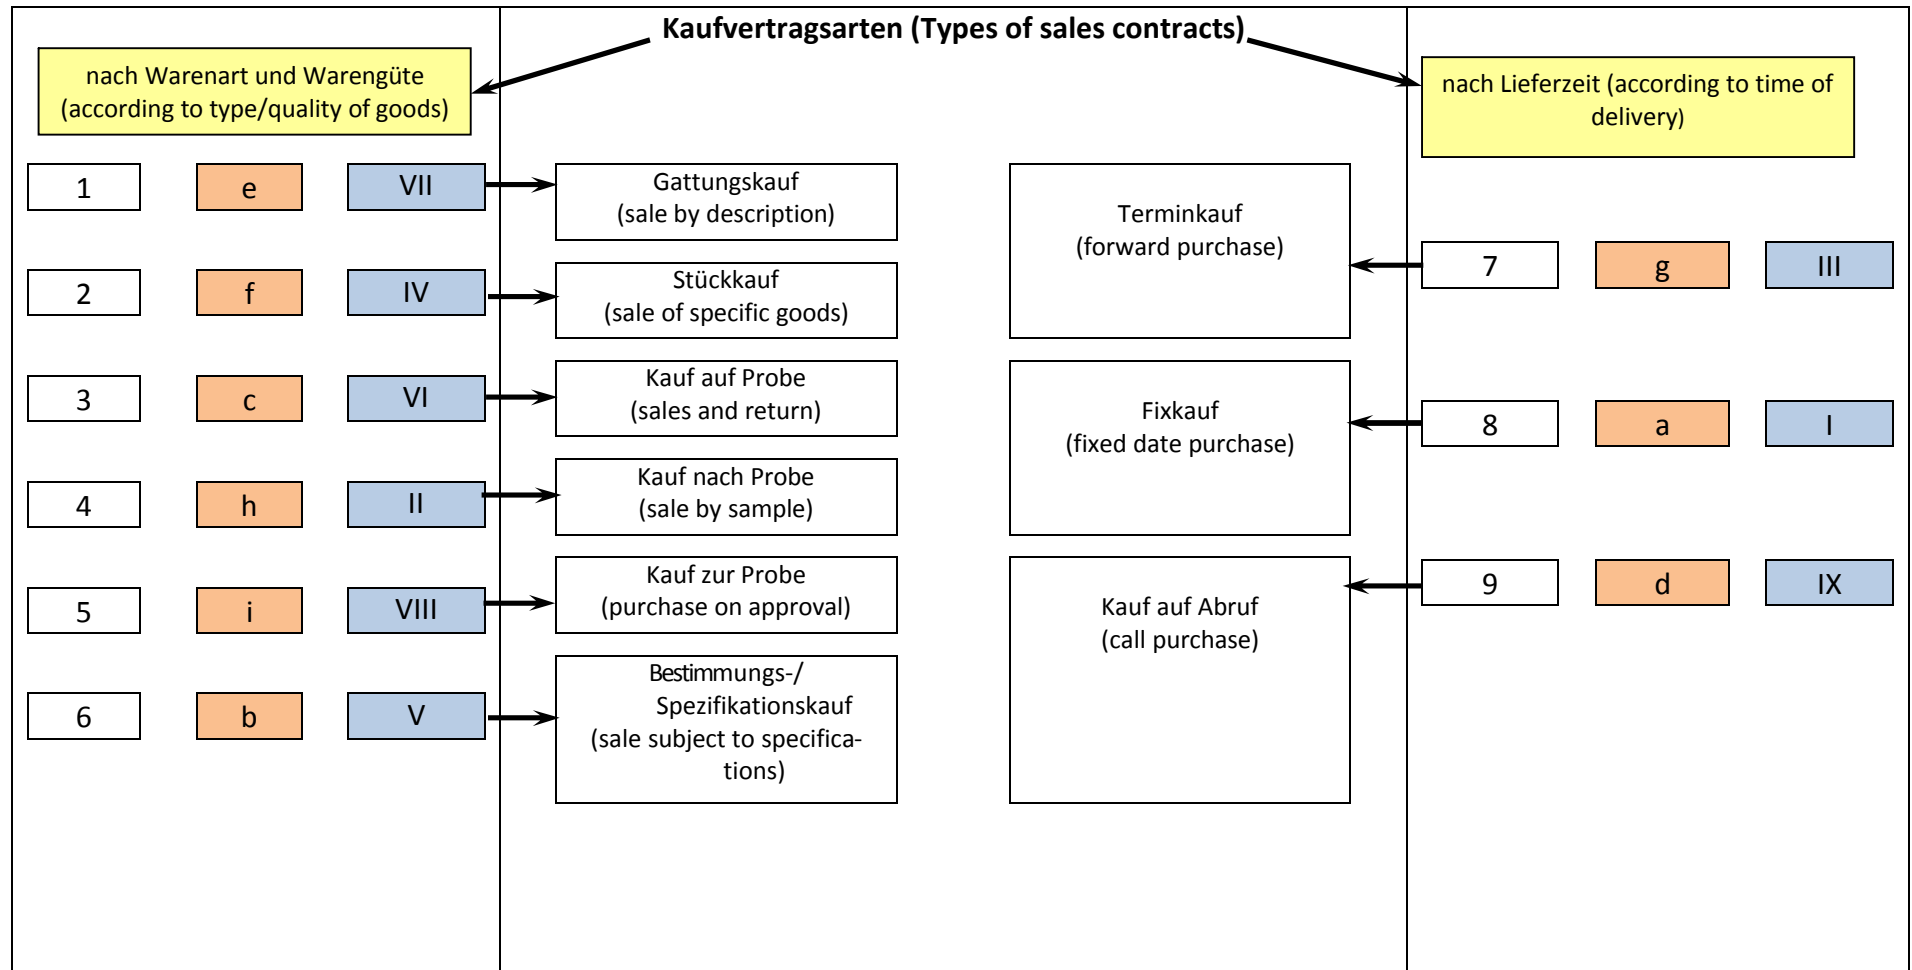 Kaufvertragsarten (Types of sales contracts)
nach Warenart und Warengüte
(according to type/quality of goods)
nach Lieferzeit (according to time of
delivery)
1 e VII
Gattungskauf
(sale by description)
2 f IV
Stückkauf
(sale of specific goods)
3 c VI
Kauf auf Probe
(sales and return)
4 h II
Kauf nach Probe
(sale by sample)
5 i VIII
Kauf zur Probe
(purchase on approval)
6 b V
Bestimmungs-/
Spezifikationskauf
(sale subject to specifica-
tions)
Terminkauf
(forward purchase)
7 g III
Fixkauf
(fixed date purchase)
8 a I
Kauf auf Abruf
(call purchase)
9 d IX